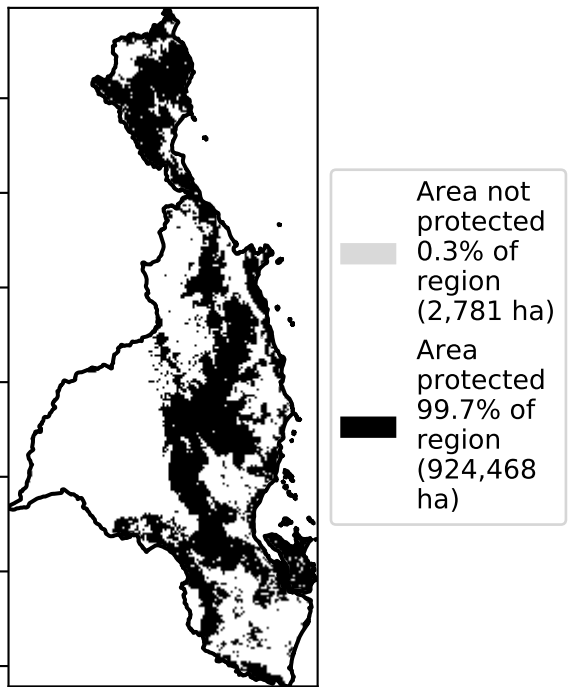 Area not
protected
0.3% of
region
(2,781 ha)
Area
protected
99.7% of
region
(924,468
ha)